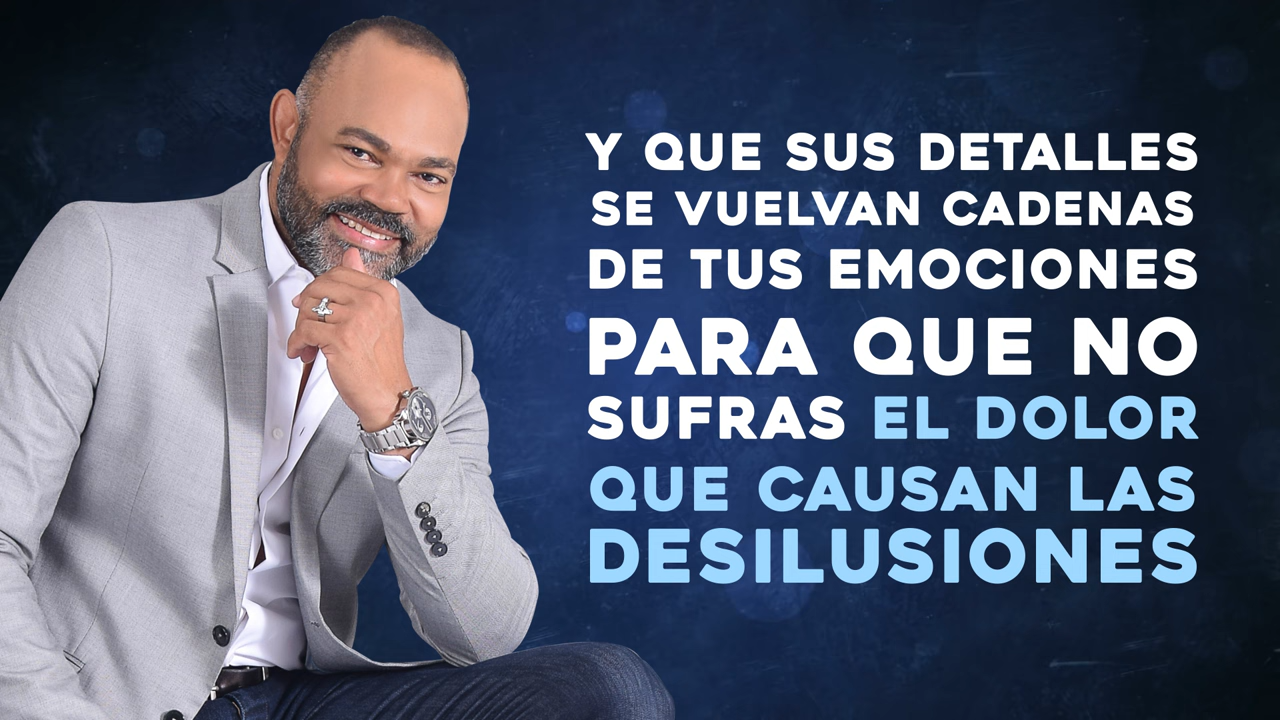 Y QUE SUS DETALLES
SE VUELVAN CADENAS
DE TUS EMOCIONES
PARA QUE NO
SUFRAS EL DOLOR
QUE CAUSAN LAS
DESILUSIONES